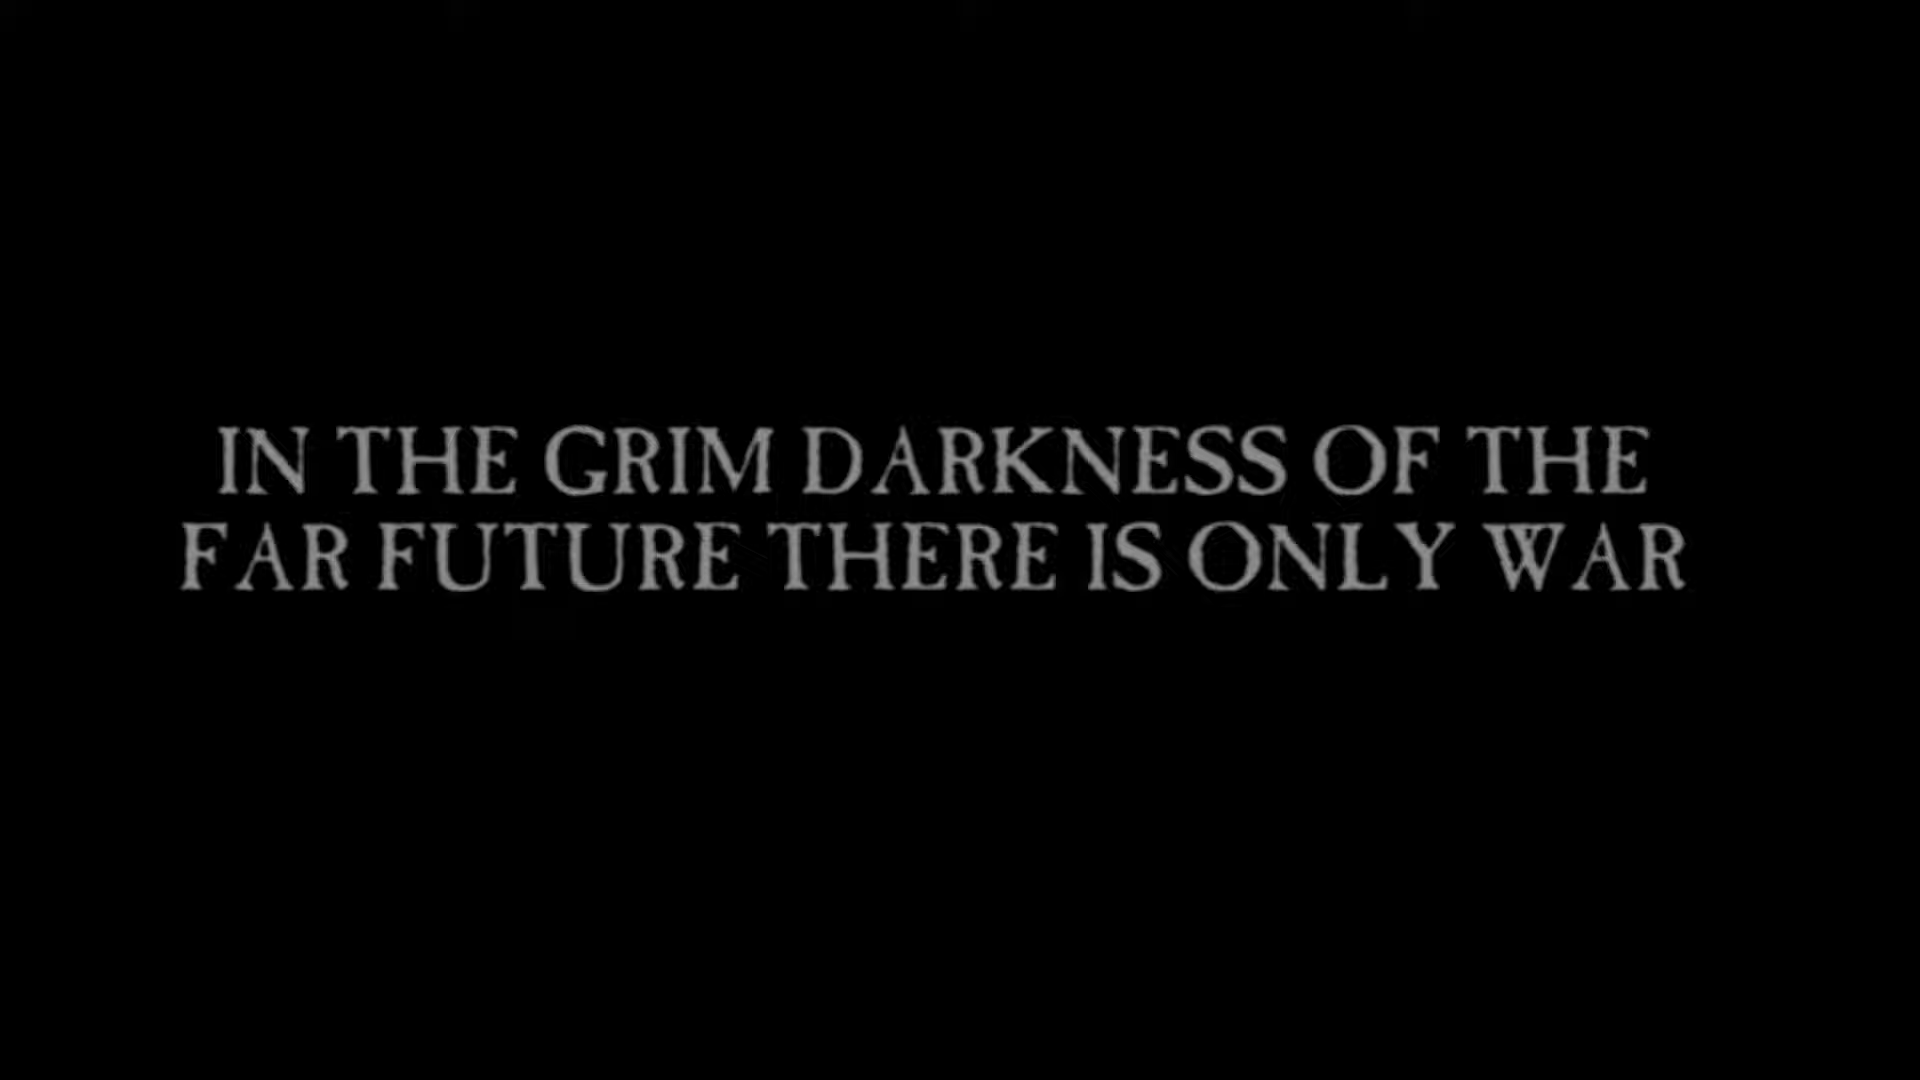 IN THE GRIM DARKNESS OF THE
FAR FUTURE THERE IS ONLY WAR